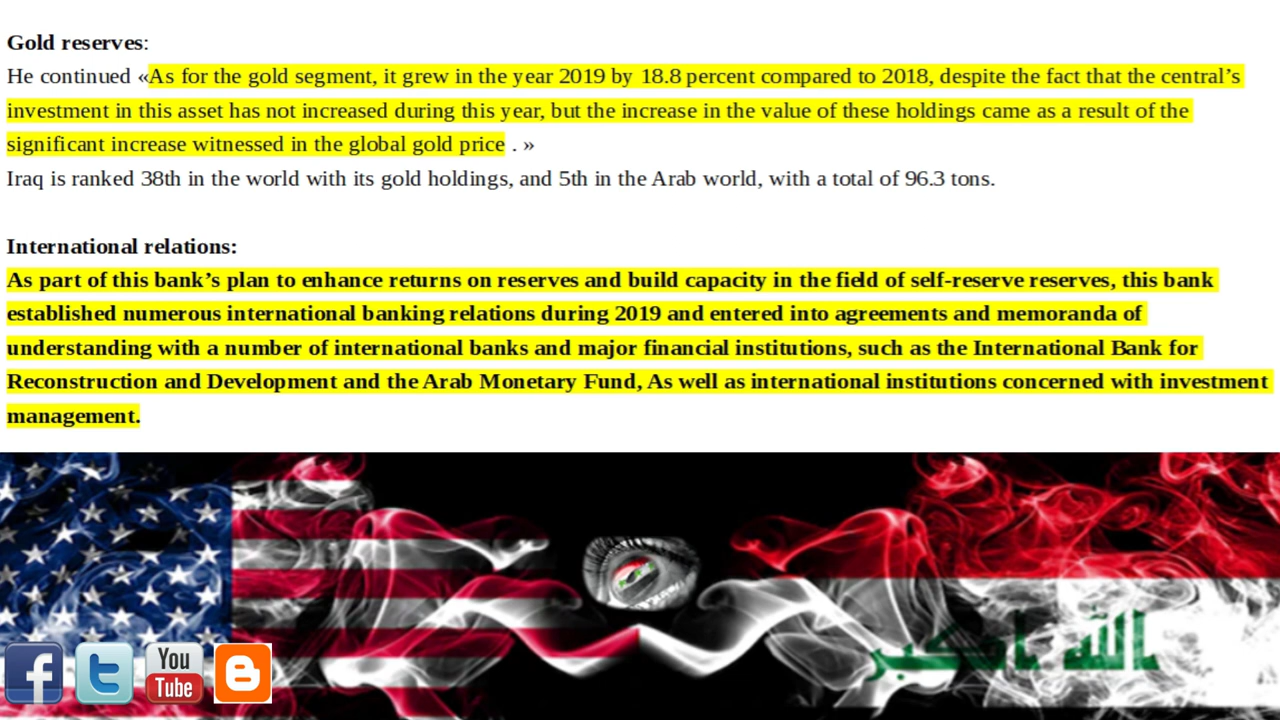 Gold reserves:
He continued «As for the gold segment, it grew in the year 2019 by 18.8 percent compared to 2018, despite the fact that the central’s
investment in this asset has not increased during this year, but the increase in the value of these holdings came as a result of the
significant increase witnessed in the global gold price . »
Iraq is ranked 38th in the world with its gold holdings, and 5th in the Arab world, with a total of 96.3 tons.
International relations:
As part of this bank’s plan to enhance returns on reserves and build capacity in the field of self-reserve reserves, this bank
established numerous international banking relations during 2019 and entered into agreements and memoranda of
understanding with a number of international banks and major financial institutions, such as the International Bank for
Reconstruction and Development and the Arab Monetary Fund, As well as international institutions concerned with investment
management.
الله اكبر
You
Tube